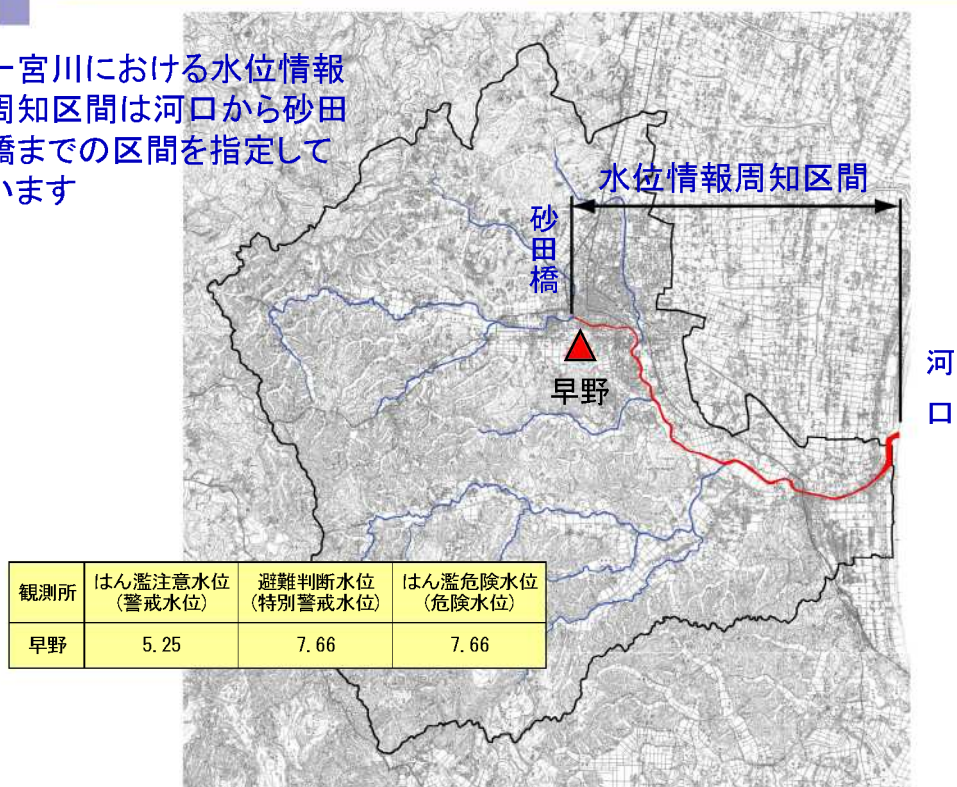 一宮川における水位情報
周知区間は河口から砂田
橋までの区間を指定して
います
水位情報周知区間
砂田橋
早野
河口
観測所 はん濫注意水位(警戒水位) 避難判断水位(特別警戒水位) はん濫危険水位(危険水位)
早野 5.25 7.66 7.66